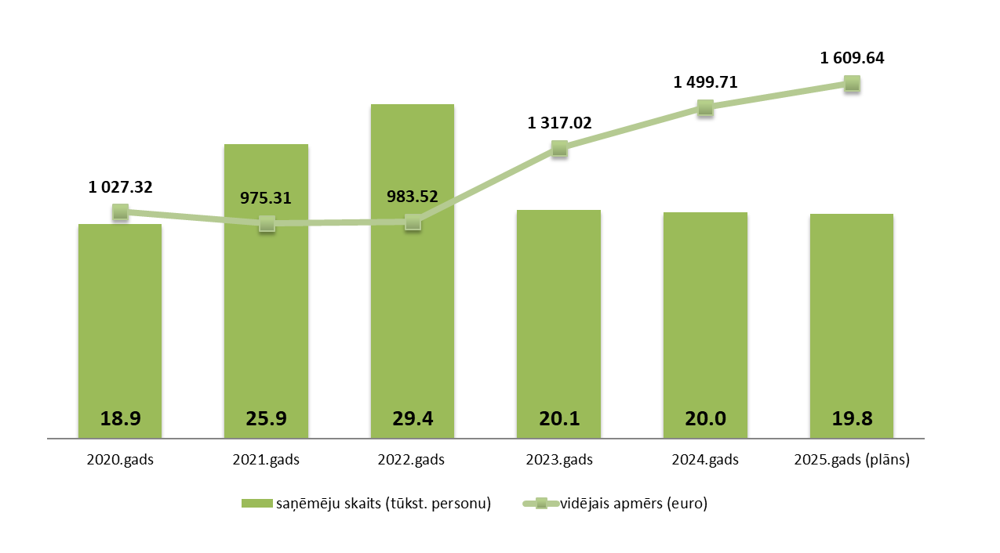 1 609.64
1 499.71
1 317.02
1 027.32
975.31
983.52
18.9
25.9
29.4
20.1
20.0
19.8
2020.gads
2021.gads
2022.gads
2023.gads
2024.gads
2025.gads (plāns)
saņēmēju skaits (tūkst. personu)
vidējais apmērs (euro)